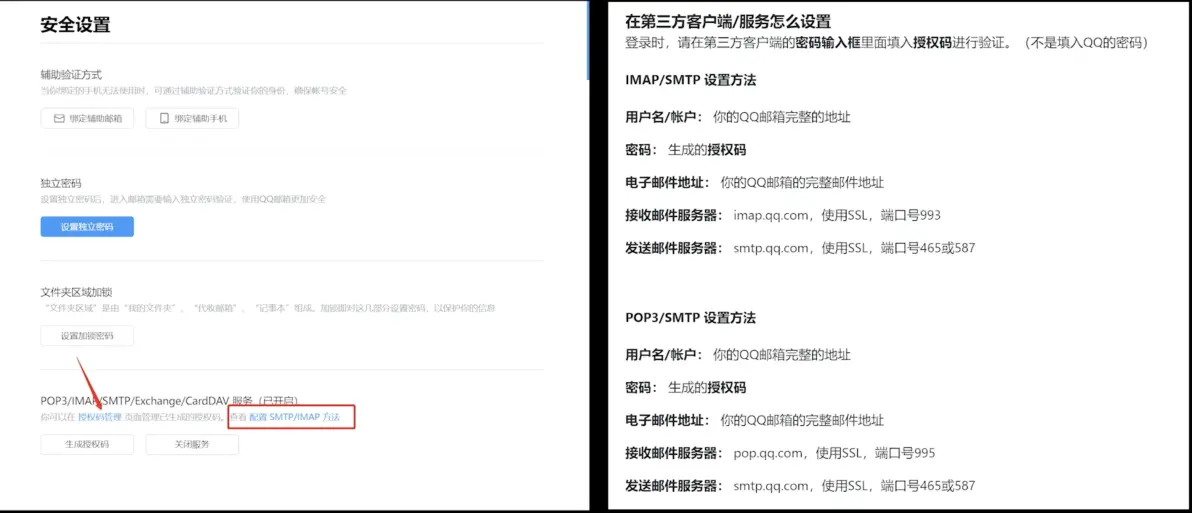 安全设置
辅助验证方式
当你绑定的手机无法使用时，可通过辅助验证方式验证你的身份，确保帐号安全
绑定辅助邮箱
绑定辅助手机
独立密码
设置独立密码后，进入邮箱需要输入独立密码验证，使用QQ邮箱更加安全
设置独立密码
文件夹区域加锁
“文件夹区域”是由“我的文件夹”、“代收邮箱”、“记事本”组成。加锁即对这几部分设置密码，以保护你的信息
设置加锁密码
POP3/IMAP/SMTP/Exchange/CardDAV 服务（已开启）
你可以在 授权码管理 页面管理已生成的授权码。查看 配置 SMTP/IMAP 方法
生成授权码
关闭服务
在第三方客户端/服务怎么设置
登录时，请在第三方客户端的密码输入框里面填入授权码进行验证。（不是填入QQ的密码）
IMAP/SMTP 设置方法
用户名/帐户： 你的QQ邮箱完整的地址
密码： 生成的授权码
电子邮件地址： 你的QQ邮箱的完整邮件地址
接收邮件服务器： imap.qq.com，使用SSL，端口号993
发送邮件服务器： smtp.qq.com，使用SSL，端口号465或587
POP3/SMTP 设置方法
用户名/帐户： 你的QQ邮箱完整的地址
密码： 生成的授权码
电子邮件地址： 你的QQ邮箱的完整邮件地址
接收邮件服务器： pop.qq.com，使用SSL，端口号995
发送邮件服务器： smtp.qq.com，使用SSL，端口号465或587